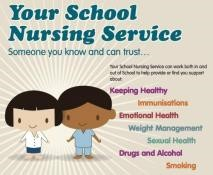 Your School
Nursing Service
Someone you know and can trust...
Your School Nursing Service can work both in and
out of School to help provide or find you support
about:
Keeping Healthy
Immunisations
Emotional Health
Weight Management
Sexual Health
Drugs and Alcohol
Smoking